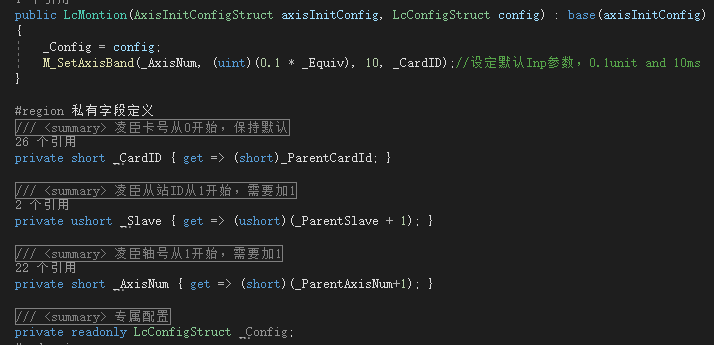 public LcMontion(AxisInitConfigStruct axisInitConfig, LcConfigStruct config) : base(axisInitConfig)
{
_Config = config;
M_SetAxisBand(_AxisNum, (uint)(0.1 * _Equiv), 10, _CardID);//设定默认Inp参数，0.1unit and 10ms
}
#region 私有字段定义
/// <summary> 凌臣卡号从0开始，保持默认
26 个引用
private short _CardID { get => (short)_ParentCardId; }
/// <summary> 凌臣从站ID从1开始，需要加1
2 个引用
private ushort _Slave { get => (ushort)(_ParentSlave + 1); }
/// <summary> 凌臣轴号从1开始，需要加1
22 个引用
private short _AxisNum { get => (short)(_ParentAxisNum+1); }
/// <summary> 专属配置
private readonly LcConfigStruct _Config;